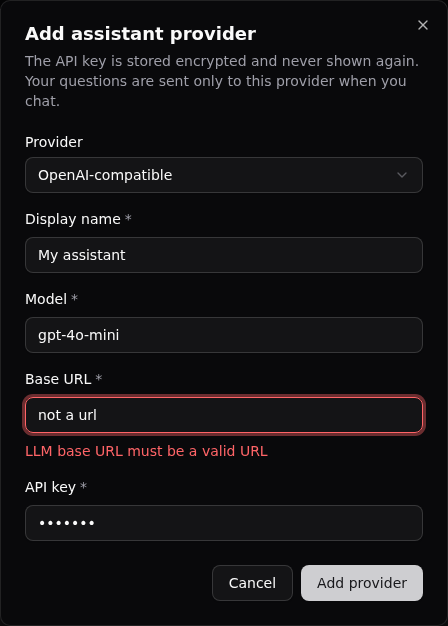 Add assistant provider
The API key is stored encrypted and never shown again.
Your questions are sent only to this provider when you
chat.
Provider
OpenAI-compatible
Display name *
My assistant
Model *
gpt-4o-mini
Base URL *
not a url
LLM base URL must be a valid URL
API key *
•••••••
Cancel
Add provider